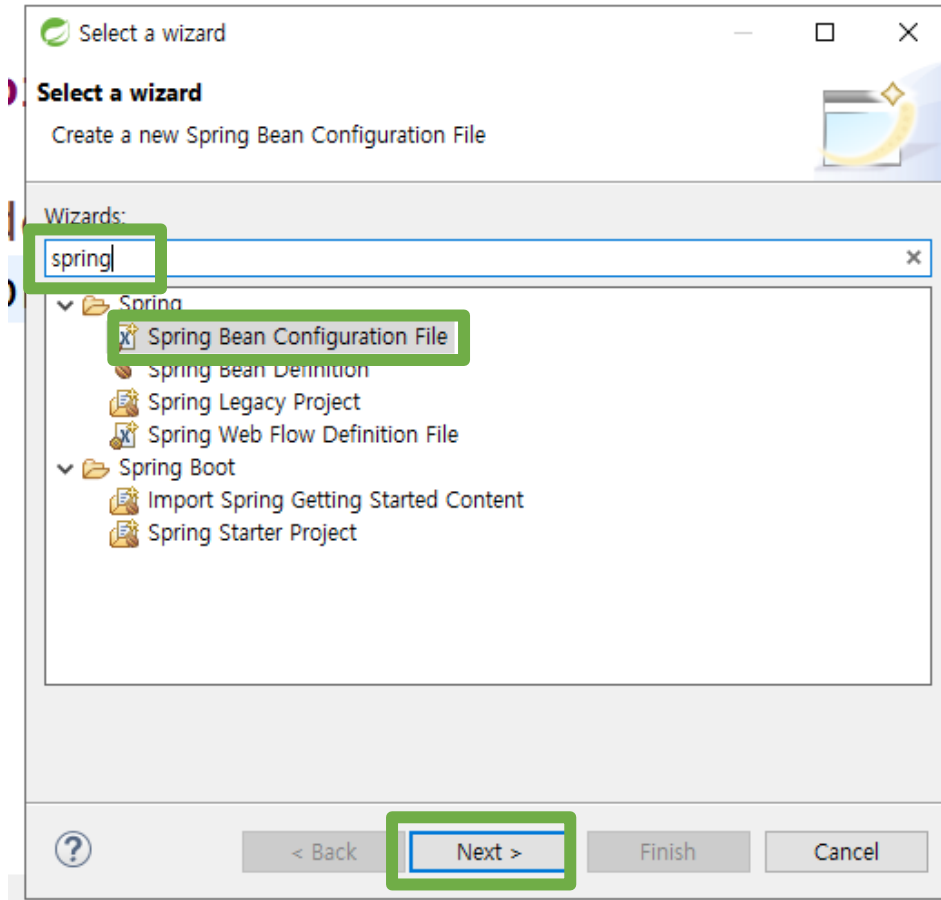 Select a wizard
Select a wizard
Create a new Spring Bean Configuration File
Wizards:
spring
Spring
Spring Bean Configuration File
Spring Bean Definition
Spring Legacy Project
Spring Web Flow Definition File
Spring Boot
Import Spring Getting Started Content
Spring Starter Project
< Back Next > Finish Cancel